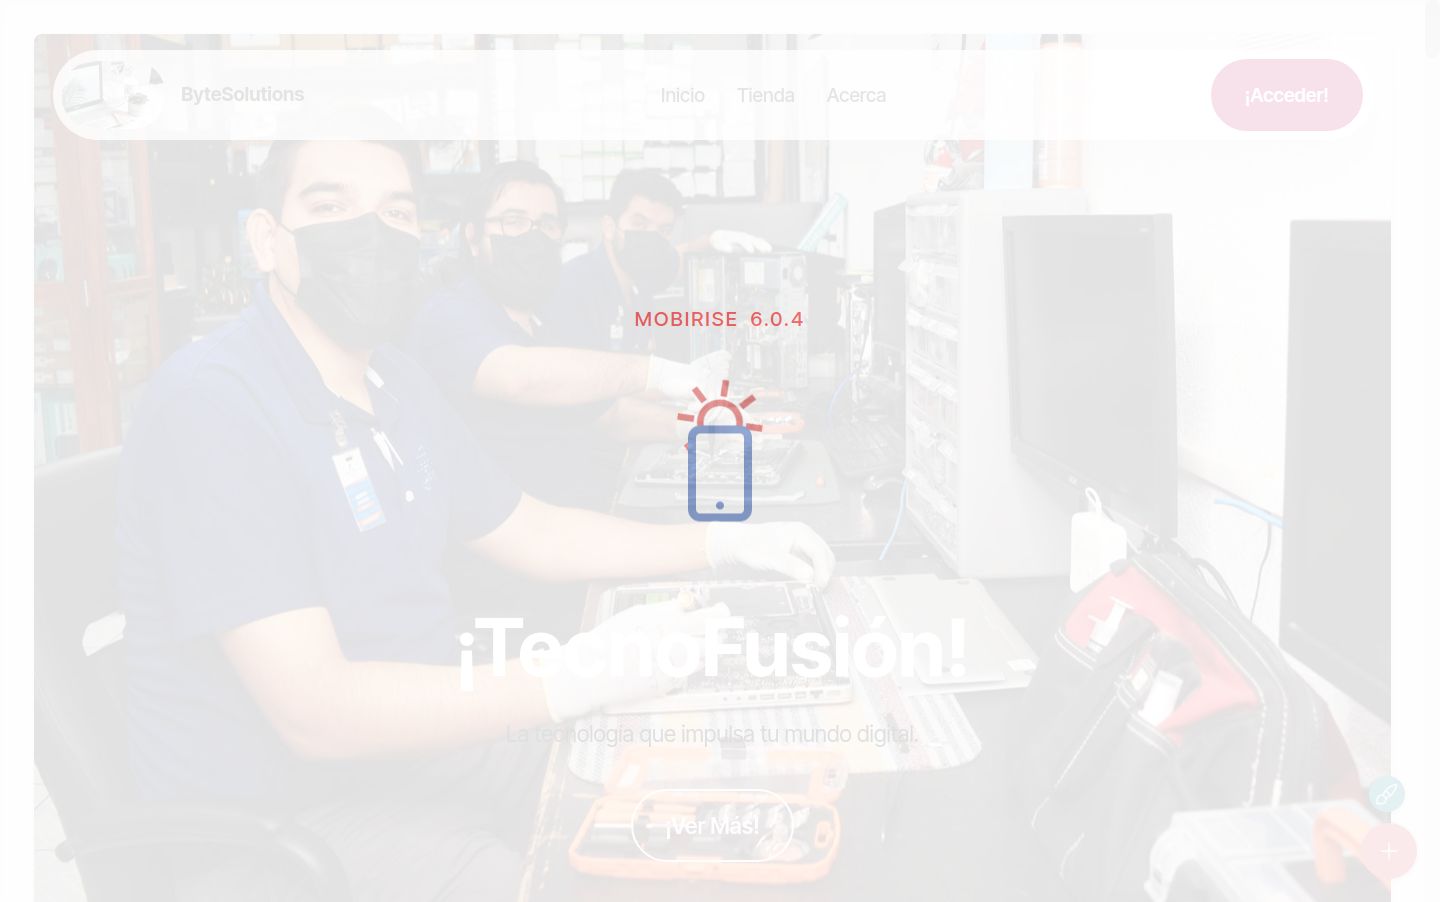 ByteSolutions
Inicio Tienda Acerca
¡Acceder!
MOBIRISE 6.0.4
¡TecnoFusión!
La tecnología que impulsa tu mundo digital.
¡Ver Más!